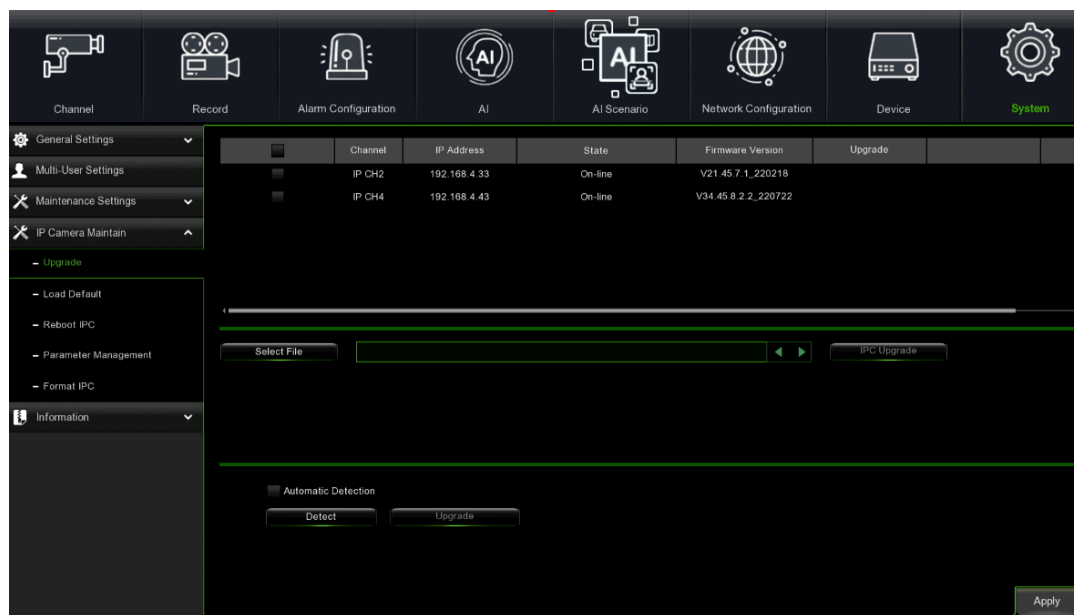 AI
AI
Channel
Record
Alarm Configuration
AI
AI Scenario
Network Configuration
Device
System
General Settings
Multi-User Settings
Maintenance Settings
IP Camera Maintain
Upgrade
Load Default
Reboot IPC
Parameter Management
Format IPC
Information
Channel IP Address State Firmware Version Upgrade
IP CH2 192.168.4.33 On-line V21.45.7.1_220218
IP CH4 192.168.4.43 On-line V34.45.8.2.2_220722
Select File IPC Upgrade
Automatic Detection
Detect Upgrade
Apply